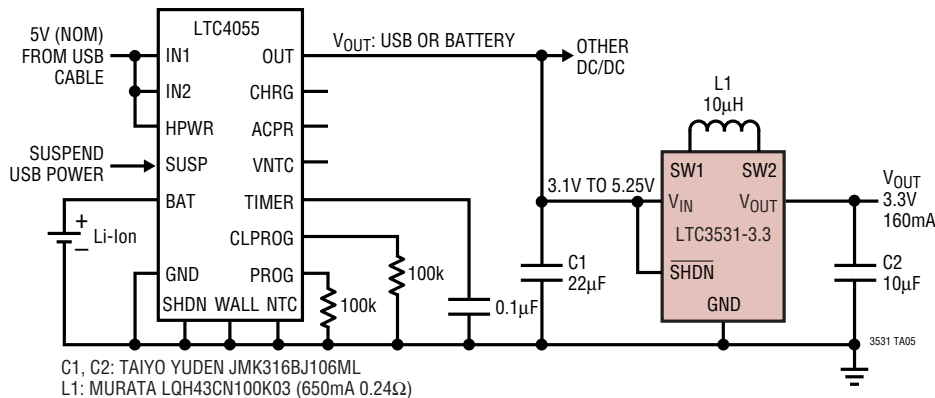 LTC4055
5V (NOM)
FROM USB
CABLE
SUSPEND
USB POWER
Li-Ion
+
–
IN1
IN2
HPWR
SUSP
BAT
GND
SHDN WALL NTC
OUT
CHRG
ACPR
VNTC
TIMER
CLPROG
PROG
VOUT: USB OR BATTERY
OTHER
DC/DC
100k
100k
0.1µF
3.1V TO 5.25V
C1
22µF
L1
10µH
SW1 SW2
VIN VOUT
LTC3531-3.3
SHDN
GND
VOUT
3.3V
160mA
C2
10µF
3531 TA05
C1, C2: TAIYO YUDEN JMK316BJ106ML
L1: MURATA LQH43CN100K03 (650mA 0.24Ω)